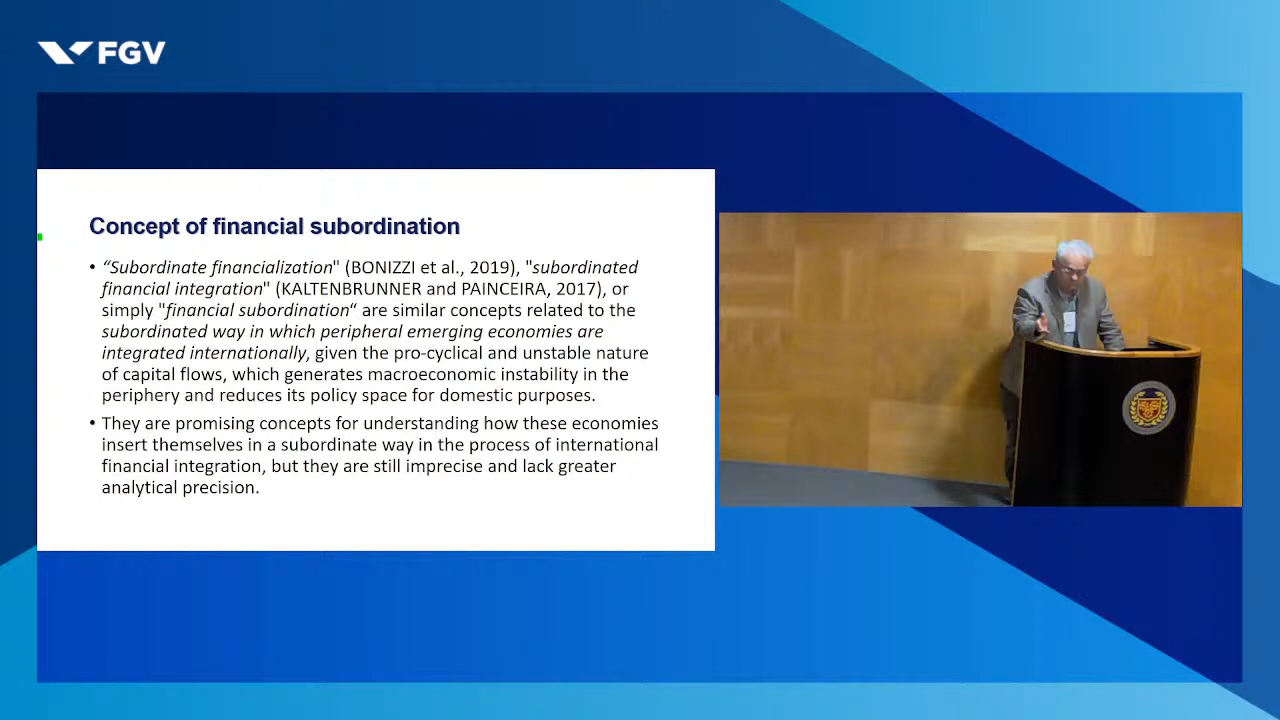 FGV
Concept of financial subordination
• “Subordinate financialization" (BONIZZI et al., 2019), "subordinated
financial integration" (KALTENBRUNNER and PAINCEIRA, 2017), or
simply "financial subordination“ are similar concepts related to the
subordinated way in which peripheral emerging economies are
integrated internationally, given the pro-cyclical and unstable nature
of capital flows, which generates macroeconomic instability in the
periphery and reduces its policy space for domestic purposes.
• They are promising concepts for understanding how these economies
insert themselves in a subordinate way in the process of international
financial integration, but they are still imprecise and lack greater
analytical precision.